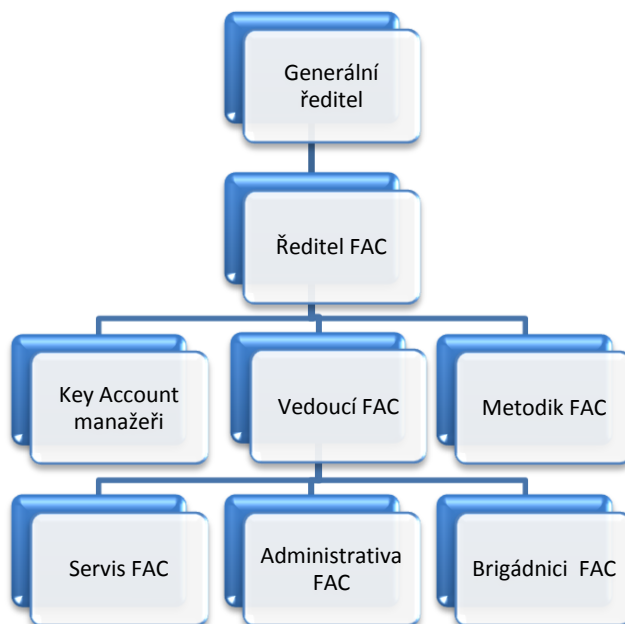 Generální
ředitel
Ředitel FAC
Key Account
manažeři
Vedoucí FAC
Metodik FAC
Servis FAC
Administrativa
FAC
Brigádnici  FAC